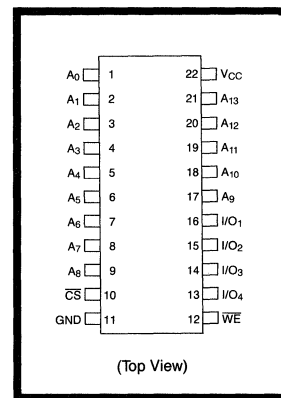 A0 1 22 VCC
A1 2 21 A13
A2 3 20 A12
A3 4 19 A11
A4 5 18 A10
A5 6 17 A9
A6 7 16 I/O1
A7 8 15 I/O2
A8 9 14 I/O3
C̅S̅ 10 13 I/O4
GND 11 12 W̅E̅
(Top View)